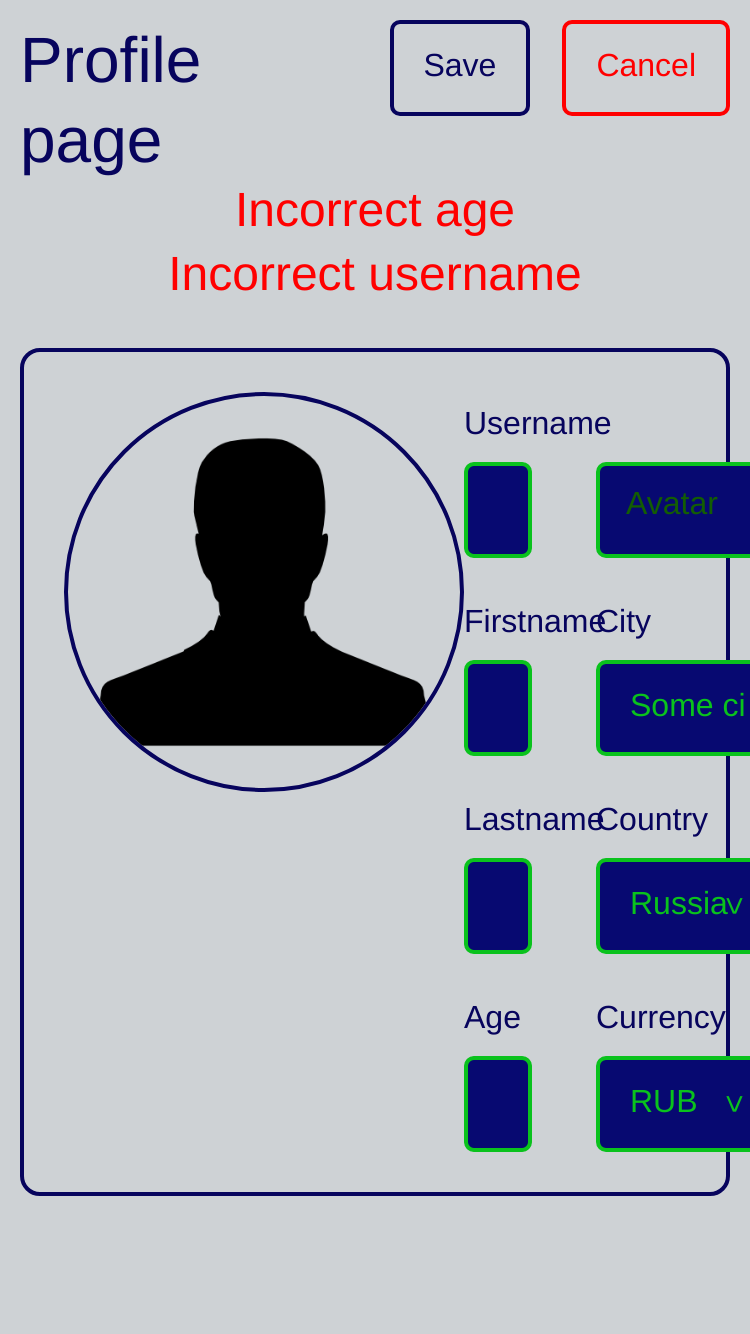 Profile
page
Save
Cancel
Incorrect age
Incorrect username
Username
Avatar
Firstname
City
Some ci
Lastname
Country
Russia
Age
Currency
RUB